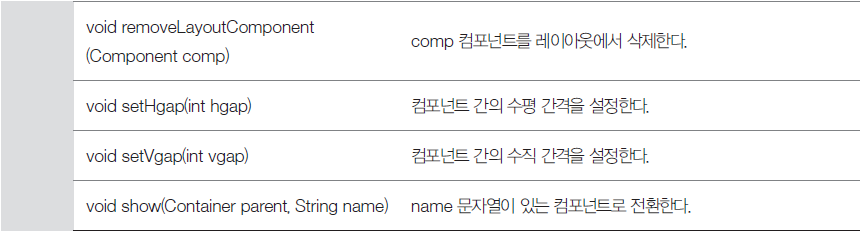 void removeLayoutComponent
(Component comp)
comp 컴포넌트를 레이아웃에서 삭제한다.
void setHgap(int hgap)
컴포넌트 간의 수평 간격을 설정한다.
void setVgap(int vgap)
컴포넌트 간의 수직 간격을 설정한다.
void show(Container parent, String name)
name 문자열이 있는 컴포넌트로 전환한다.